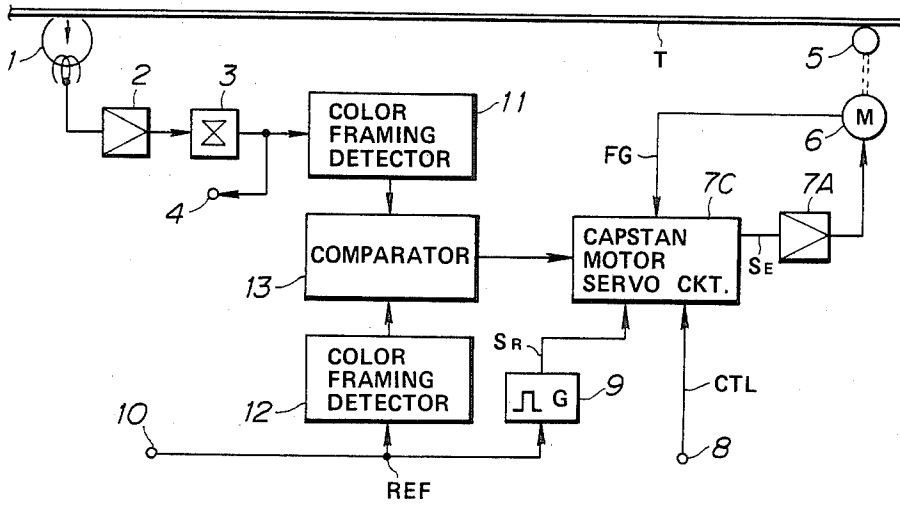 1
2
3
4
COLOR
FRAMING
DETECTOR
11
T
5
M
6
FG
7C
7A
COMPARATOR
13
CAPSTAN
MOTOR
SERVO CKT.
SE
COLOR
FRAMING
DETECTOR
12
SR
G
9
CTL
10
REF
8